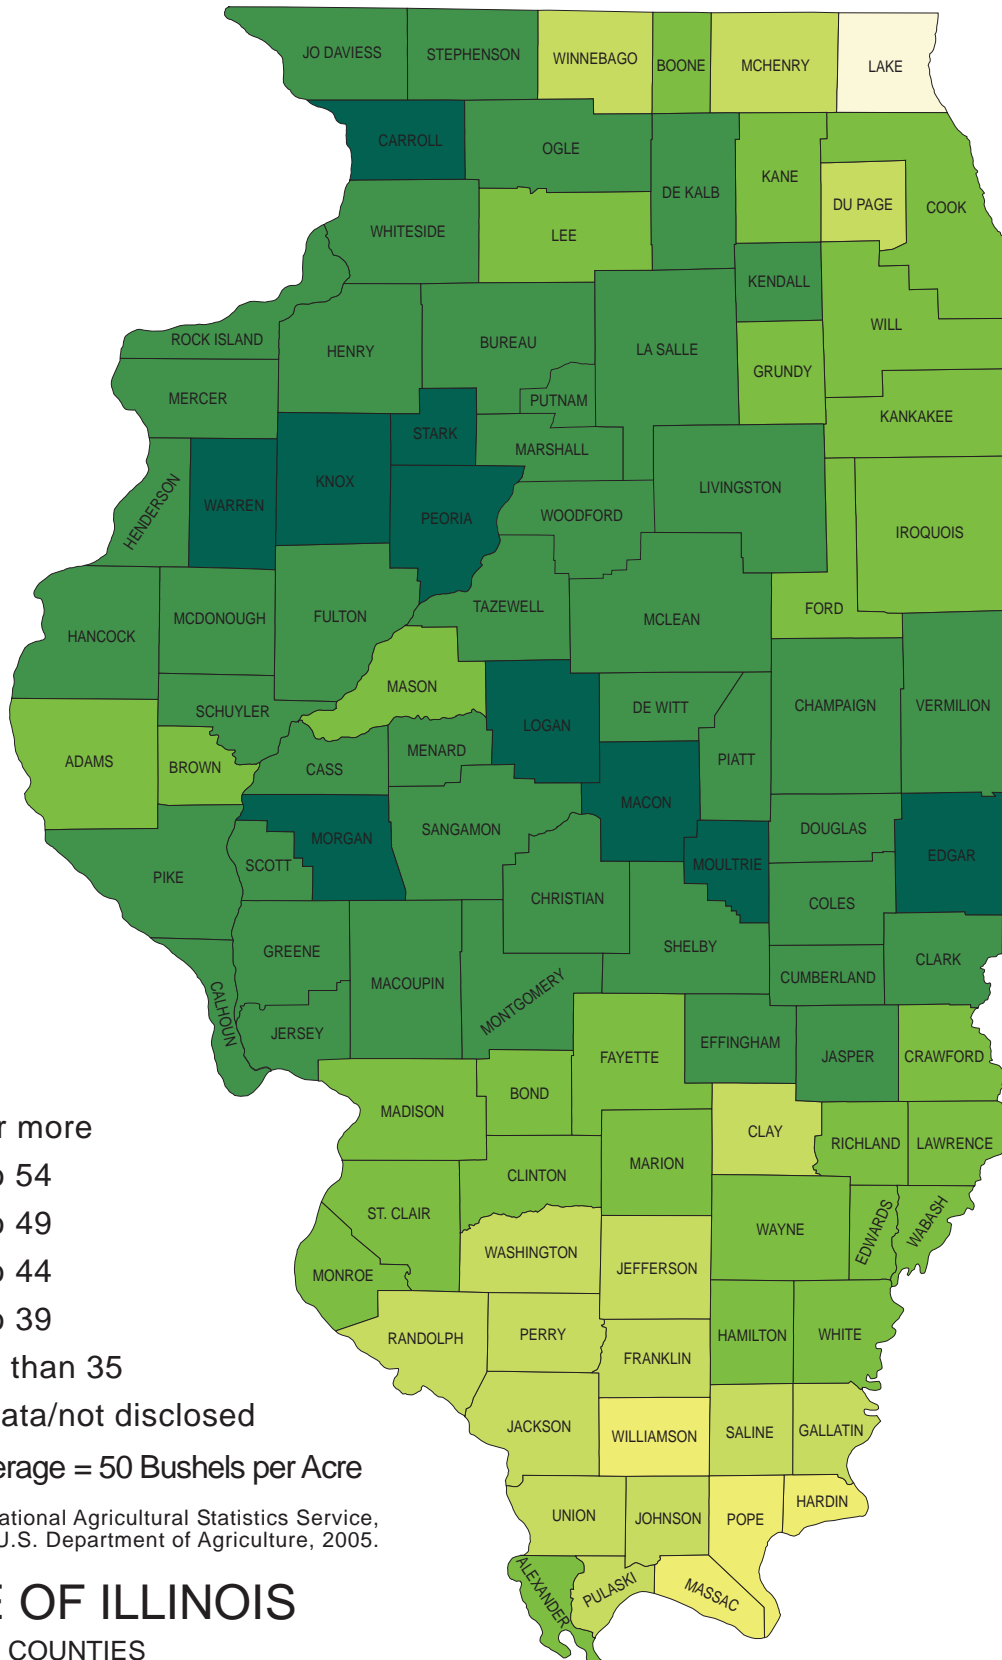 JO DAVIESS
STEPHENSON
WINNEBAGO
BOONE
MCHENRY
LAKE
CARROLL
OGLE
DE KALB
KANE
DU PAGE
COOK
WHITESIDE
LEE
KENDALL
ROCK ISLAND
HENRY
BUREAU
LA SALLE
WILL
GRUNDY
MERCER
PUTNAM
KANKAKEE
STARK
MARSHALL
HENDERSON
WARREN
KNOX
PEORIA
WOODFORD
LIVINGSTON
IROQUOIS
HANCOCK
MCDONOUGH
FULTON
TAZEWELL
MCLEAN
FORD
MASON
SCHUYLER
LOGAN
DE WITT
CHAMPAIGN
VERMILION
ADAMS
BROWN
CASS
MENARD
PIATT
MACON
MORGAN
SANGAMON
DOUGLAS
EDGAR
PIKE
SCOTT
MOULTRIE
CHRISTIAN
COLES
GREENE
SHELBY
MACOUPIN
MONTGOMERY
CUMBERLAND
CLARK
CALHOUN
JERSEY
FAYETTE
EFFINGHAM
JASPER
CRAWFORD
MADISON
BOND
CLAY
RICHLAND
LAWRENCE
CLINTON
MARION
ST. CLAIR
WAYNE
EDWARDS
WABASH
WASHINGTON
JEFFERSON
MONROE
RANDOLPH
PERRY
FRANKLIN
HAMILTON
WHITE
JACKSON
WILLIAMSON
SALINE
GALLATIN
UNION
JOHNSON
POPE
HARDIN
ALEXANDER
PULASKI
MASSAC
r more
o 54
o 49
o 44
o 39
than 35
ata/not disclosed
erage = 50 Bushels per Acre
ational Agricultural Statistics Service,
U.S. Department of Agriculture, 2005.
E OF ILLINOIS
COUNTIES